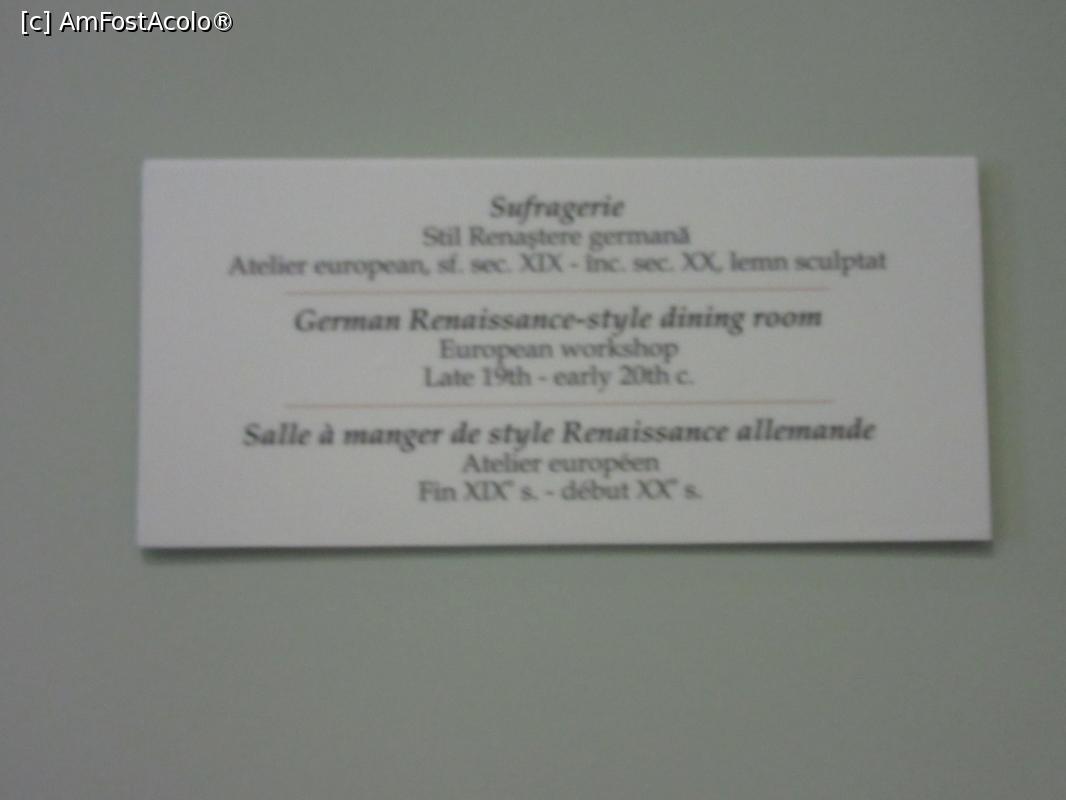 [c] AmFostAcolo®
Sufragerie
Stil Renaștere germană
Atelier european, sf. sec. XIX - înc. sec. XX, lemn sculptat
German Renaissance-style dining room
European workshop
Late 19th - early 20th c.
Salle à manger de style Renaissance allemande
Atelier européen
Fin XIXe s. - début XXe s.